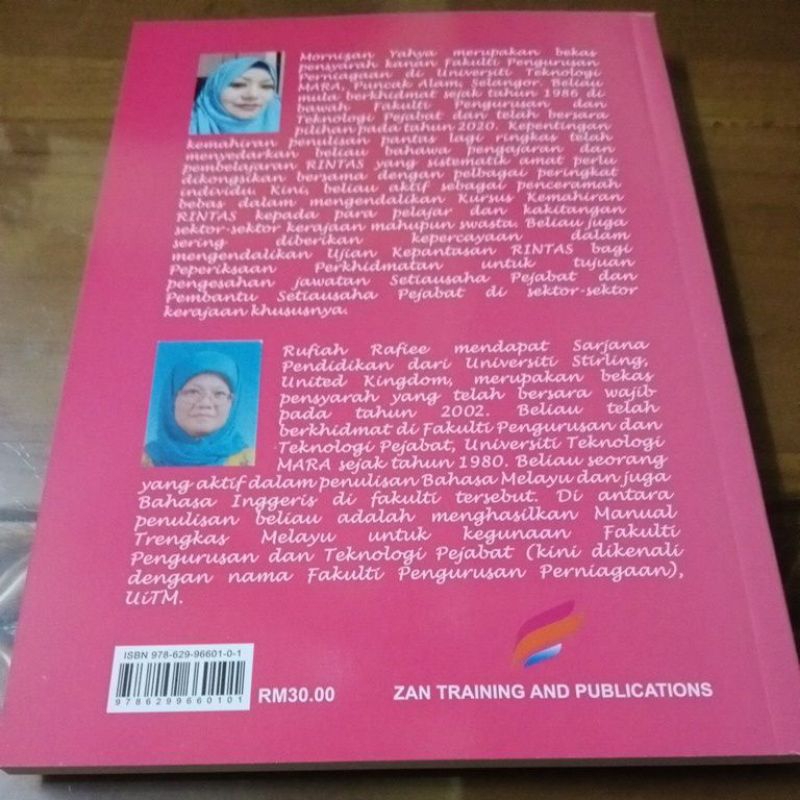 Mornizan Yahya merupakan bekas
pensyarah kanan Fakulti Pengurusan
Perniagaan di Universiti Teknologi
MARA, Puncak Alam, Selangor. Beliau
mula berkhidmat sejak tahun 1986 di
bawah Fakulti Pengurusan dan
Teknologi Pejabat dan telah bersara
pilihan pada tahun 2020. Kepentingan
kemahiran penulisan pantas lagi ringkas telah
menyedarkan beliau bahawa pengajaran dan
pembelajaran RINTAS yang sistematik amat perlu
dikongsikan bersama dengan pelbagai peringkat
individu. Kini, beliau aktif sebagai penceramah
bebas dalam mengendalikan Kursus Kemahiran
RINTAS kepada para pelajar dan kakitangan
sektor-sektor kerajaan mahupun swasta. Beliau juga
sering diberikan kepercayaan dalam
mengendalikan Ujian Kepantasan RINTAS bagi
Peperiksaan Perkhidmatan untuk tujuan
pengesahan jawatan Setiausaha Pejabat dan
Pembantu Setiausaha Pejabat di sektor-sektor
kerajaan khususnya.
Rufiah Rafiee mendapat Sarjana
Pendidikan dari Universiti Stirling,
United Kingdom, merupakan bekas
pensyarah yang telah bersara wajib
pada tahun 2002. Beliau telah
berkhidmat di Fakulti Pengurusan dan
Teknologi Pejabat, Universiti Teknologi
MARA sejak tahun 1980. Beliau seorang
yang aktif dalam penulisan Bahasa Melayu dan juga
Bahasa Inggeris di fakulti tersebut. Di antara
penulisan beliau adalah menghasilkan Manual
Trengkas Melayu untuk kegunaan Fakulti
Pengurusan dan Teknologi Pejabat (kini dikenali
dengan nama Fakulti Pengurusan Perniagaan),
UiTM.
ISBN 978-629-96601-0-1
9786299660101
RM30.00
ZAN TRAINING AND PUBLICATIONS